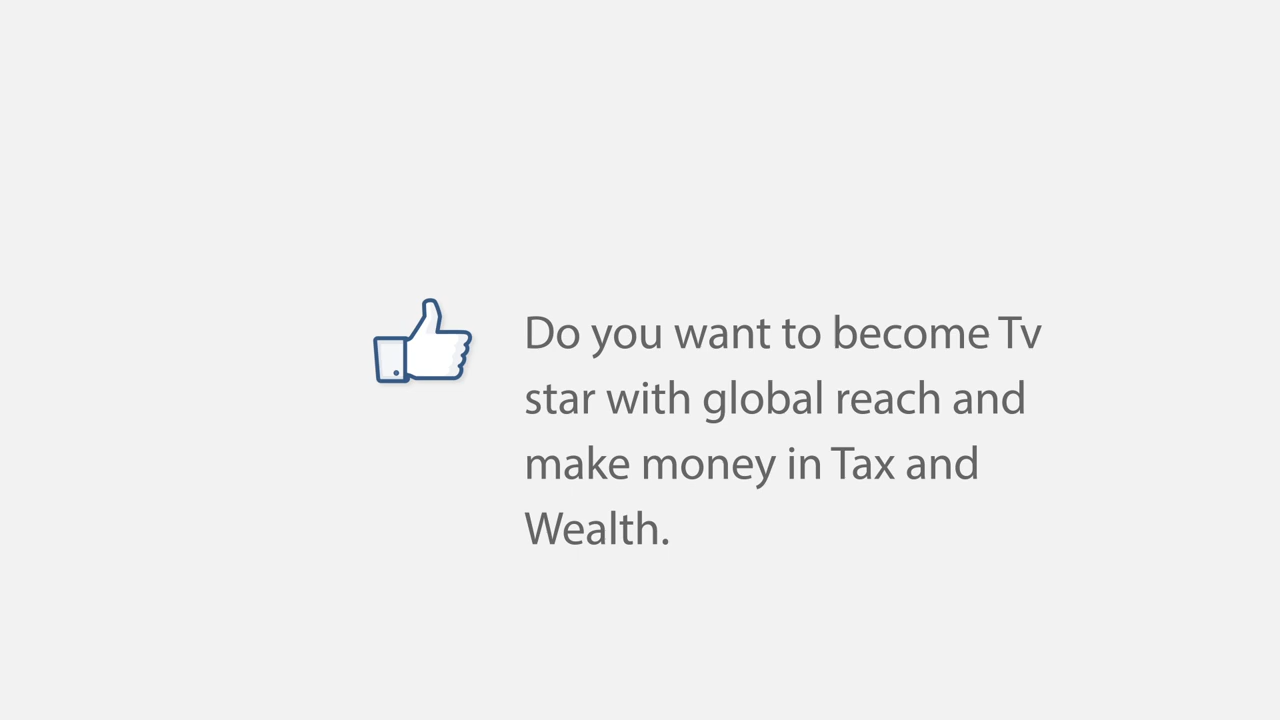 Do you want to become Tv
star with global reach and
make money in Tax and
Wealth.